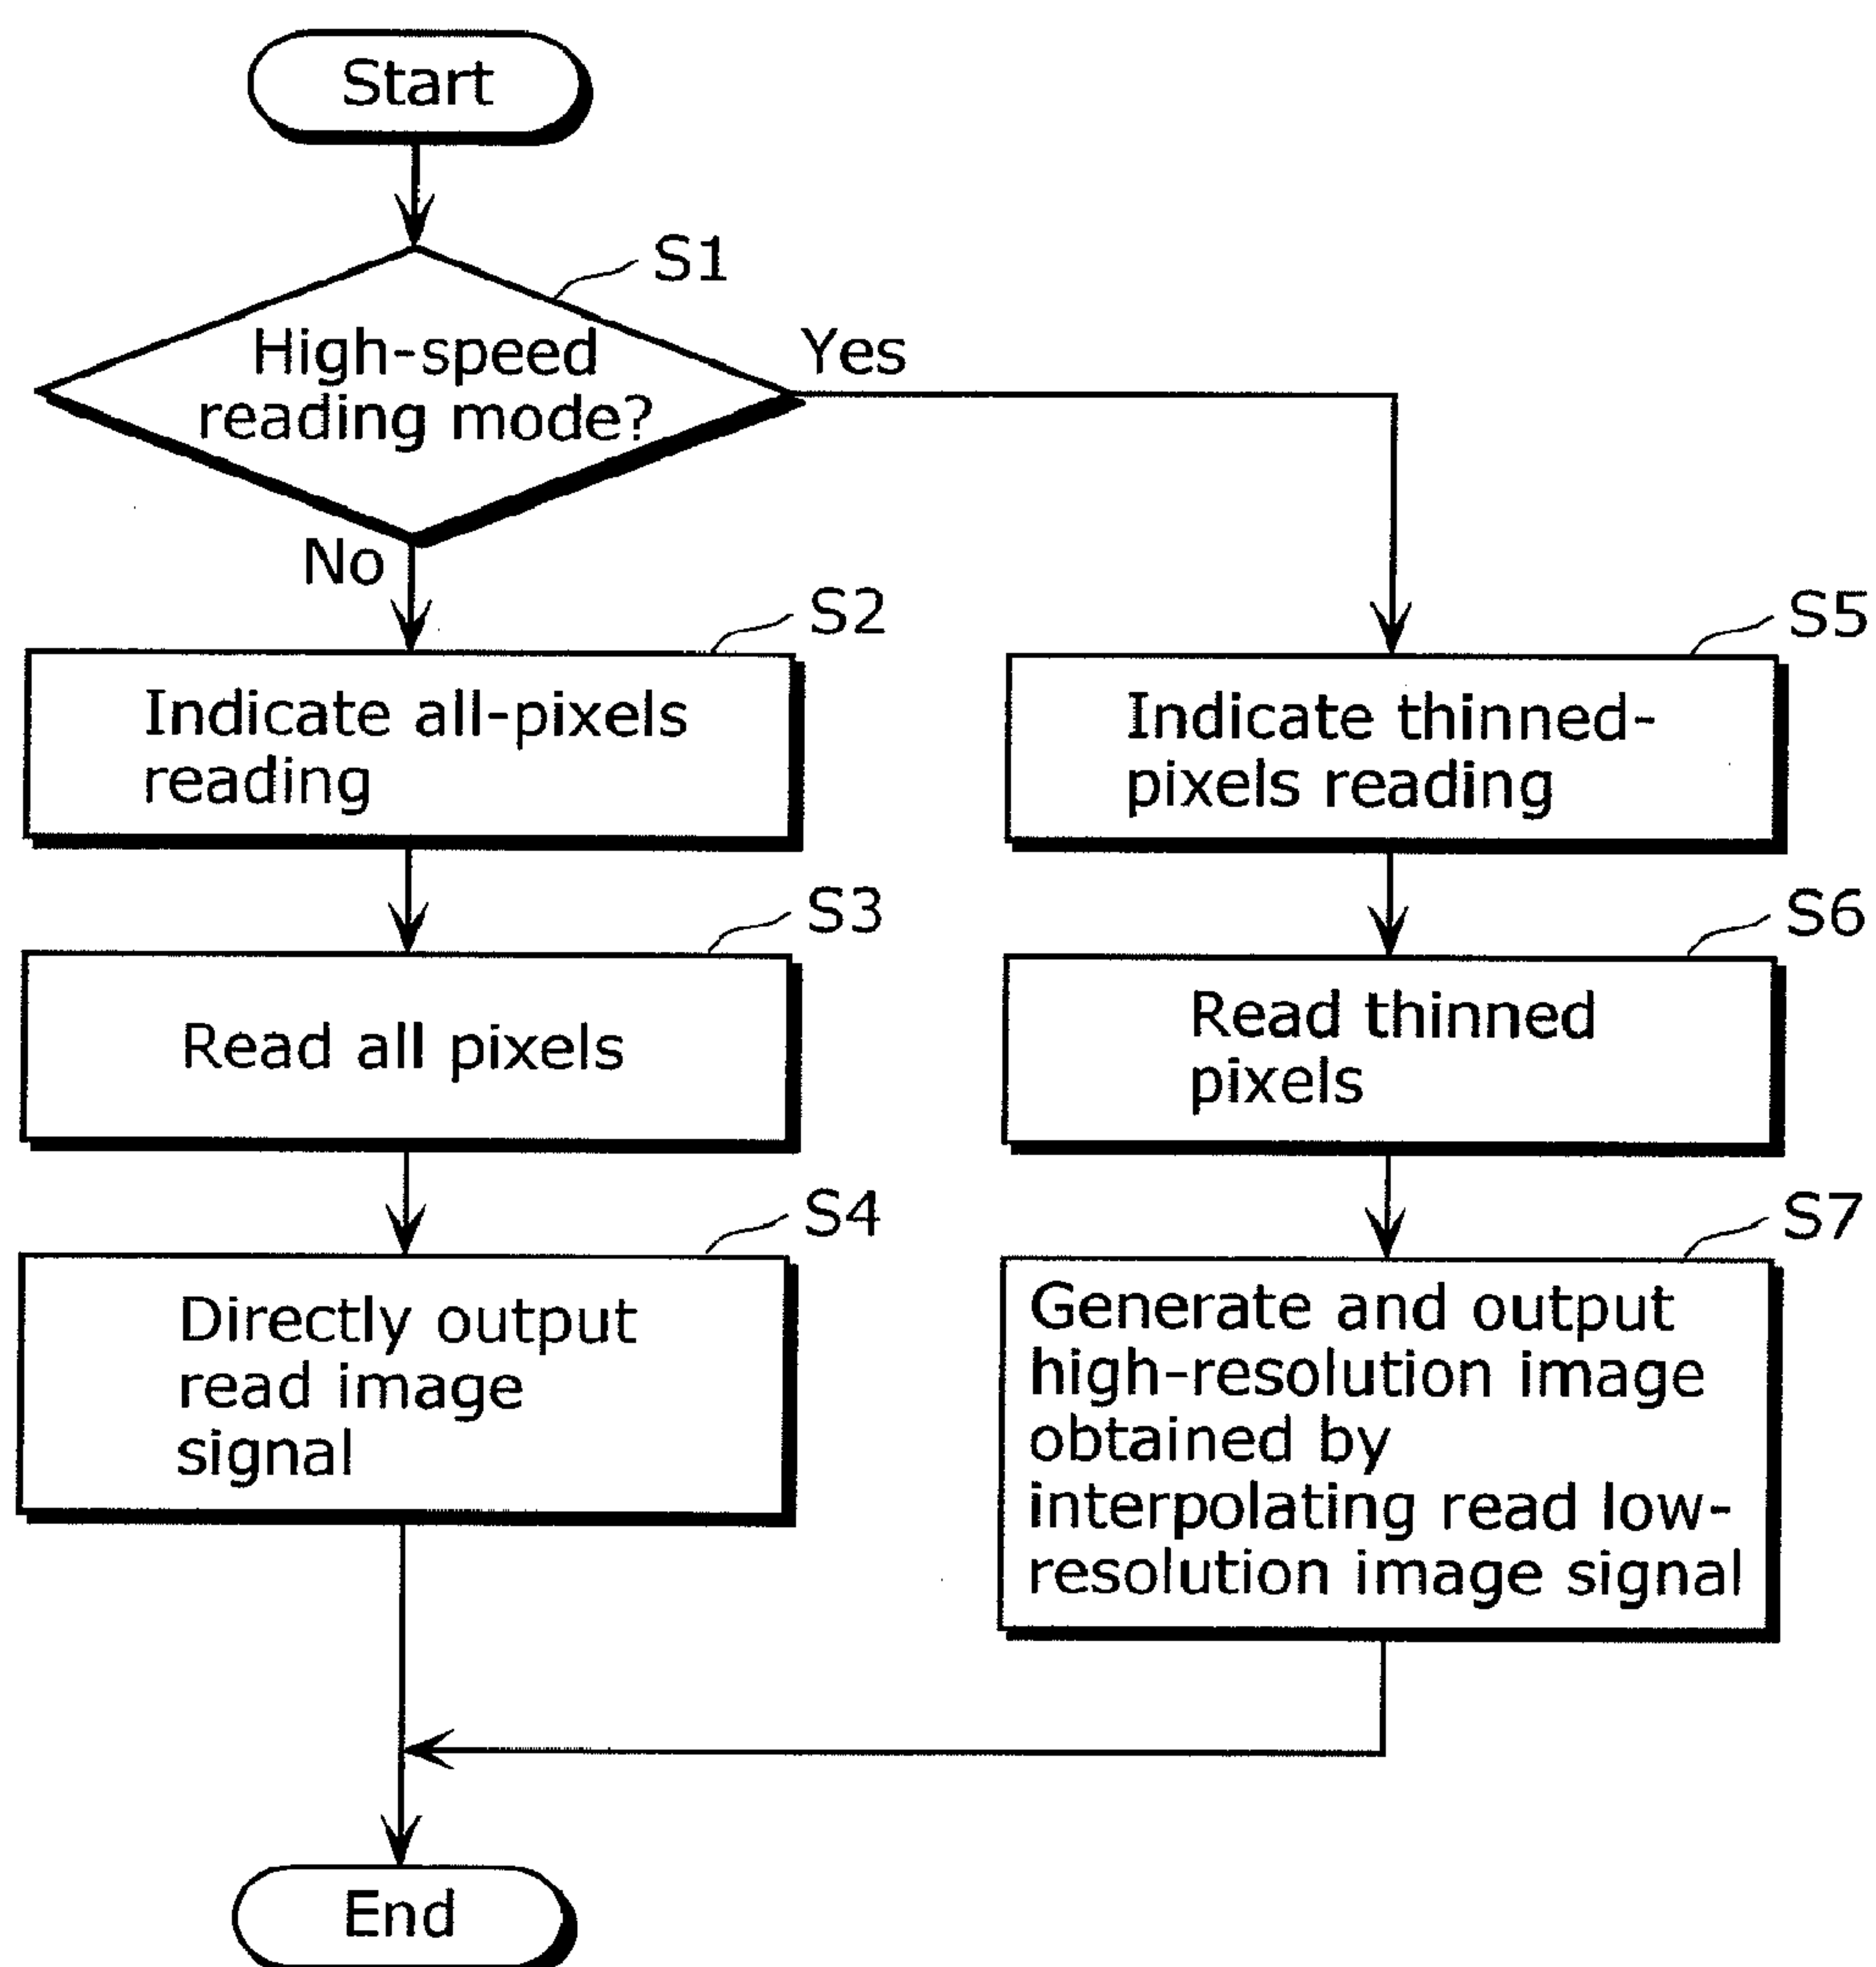 Start
S1
High-speed
reading mode?
Yes
No
S2
Indicate all-pixels
reading
S3
Read all pixels
S4
Directly output
read image
signal
S5
Indicate thinned-
pixels reading
S6
Read thinned
pixels
S7
Generate and output
high-resolution image
obtained by
interpolating read low-
resolution image signal
End